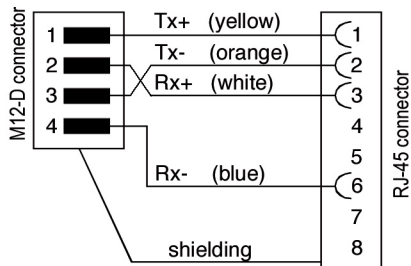 M12-D connector
1
2
3
4
Tx+ (yellow)
Tx- (orange)
Rx+ (white)
Rx- (blue)
shielding
1
2
3
4
5
6
7
8
RJ-45 connector